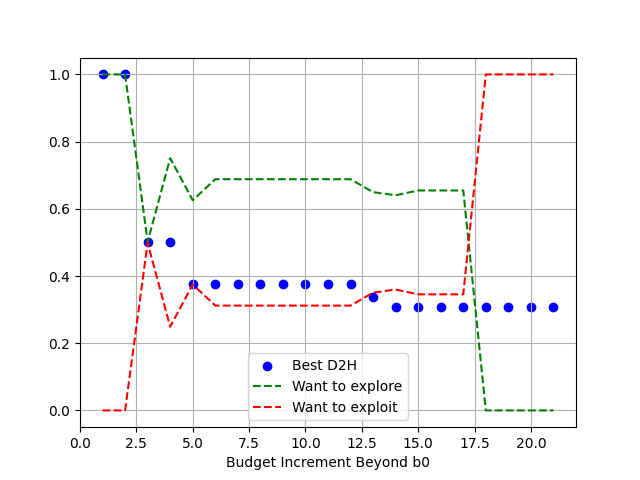 1.0
0.8
0.6
0.4
0.2
0.0
Best D2H
Want to explore
Want to exploit
0.0 2.5 5.0 7.5 10.0 12.5 15.0 17.5 20.0
Budget Increment Beyond b0